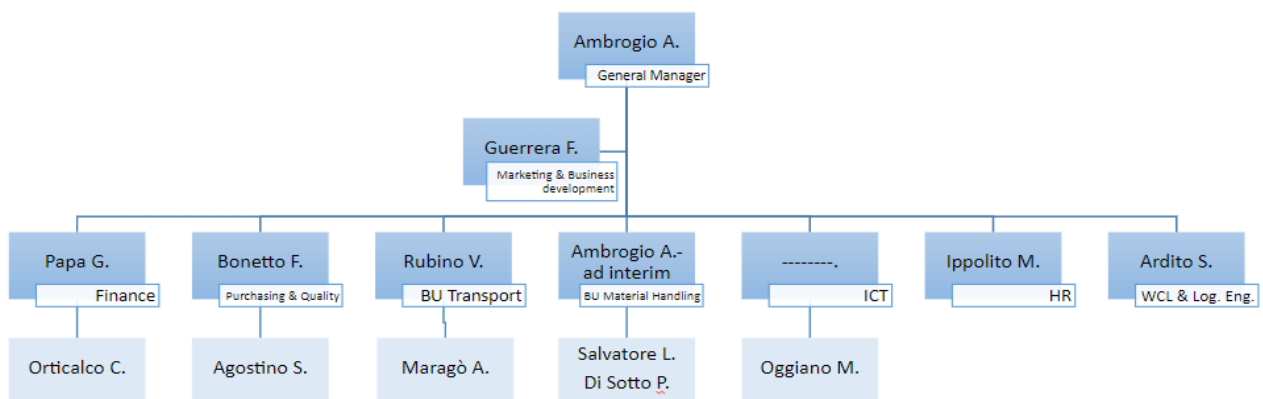 Ambrogio A.
General Manager
Guerrera F.
Marketing & Business
development
Papa G.
Finance
Bonetto F.
Purchasing & Quality
Rubino V.
BU Transport
Ambrogio A.-
ad interim
BU Material Handling
--------.
ICT
Ippolito M.
HR
Ardito S.
WCL & Log. Eng.
Orticalco C.
Agostino S.
Maragò A.
Salvatore L.
Di Sotto P.
Oggiano M.